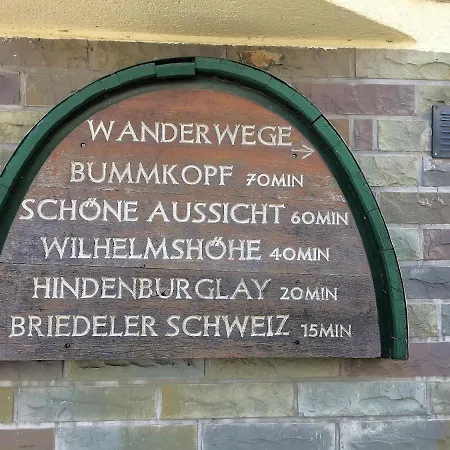 WANDERWEGE →
BUMMKOPF 70MIN
SCHÖNE AUSSICHT 60MIN
WILHELMSHÖHE 40MIN
HINDENBURGLAY 20MIN
BRIEDELER SCHWEIZ 15MIN